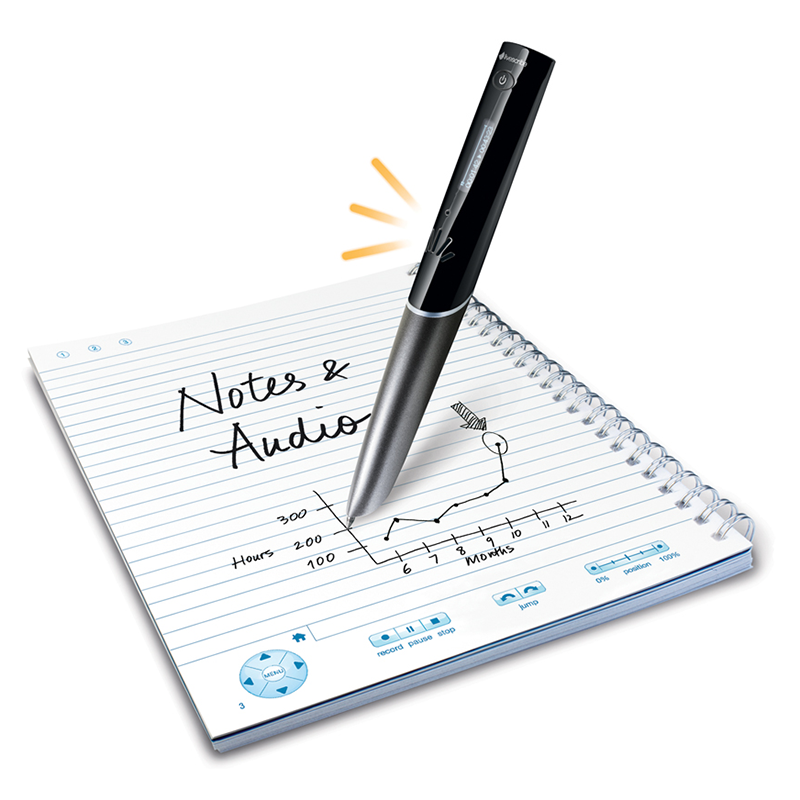 livescribe
1 2 3
Notes &
Audio
300
200
100
Hours
6 7 8 9 10 11 12
Months
0% position 100%
jump
record pause stop
MENU
3